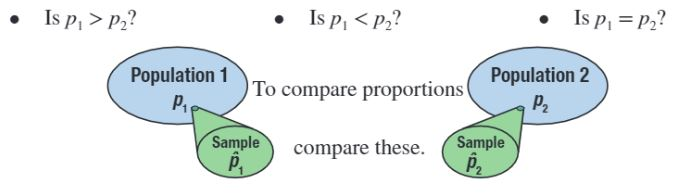 • Is p₁ > p₂? • Is p₁ < p₂? • Is p₁ = p₂?
Population 1 To compare proportions Population 2
p₁ p₂
Sample compare these. Sample
p̂₁ p̂₂